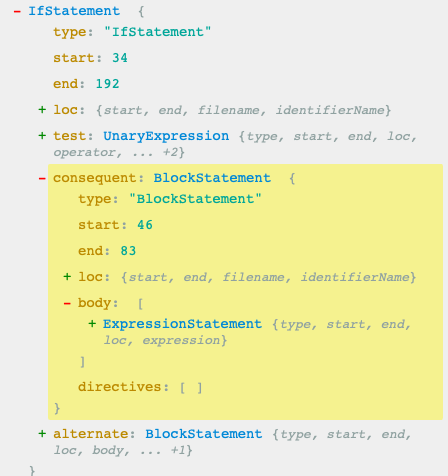 - IfStatement {
type: "IfStatement"
start: 34
end: 192
+ loc: {start, end, filename, identifierName}
+ test: UnaryExpression {type, start, end, loc,
operator, ... +2}
- consequent: BlockStatement {
type: "BlockStatement"
start: 46
end: 83
+ loc: {start, end, filename, identifierName}
- body: [
+ ExpressionStatement {type, start, end,
loc, expression}
]
directives: [ ]
}
+ alternate: BlockStatement {type, start, end,
loc, body, ... +1}
}